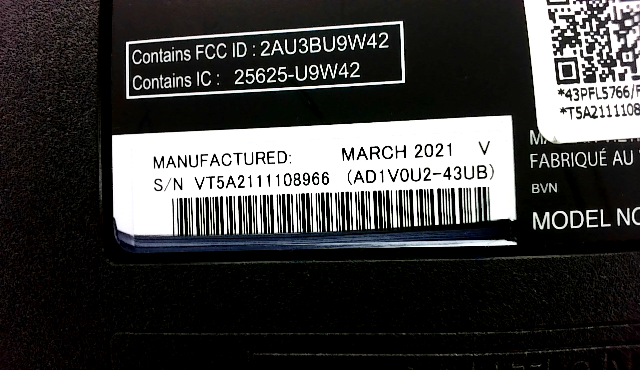 Contains FCC ID : 2AU3BU9W42
Contains IC : 25625-U9W42
MANUFACTURED: MARCH 2021 V
S/N VT5A2111108966 (AD1V0U2-43UB)
*43PFL5766/F
*T5A2111108
FABRIQUÉ AU
BVN
MODEL NO